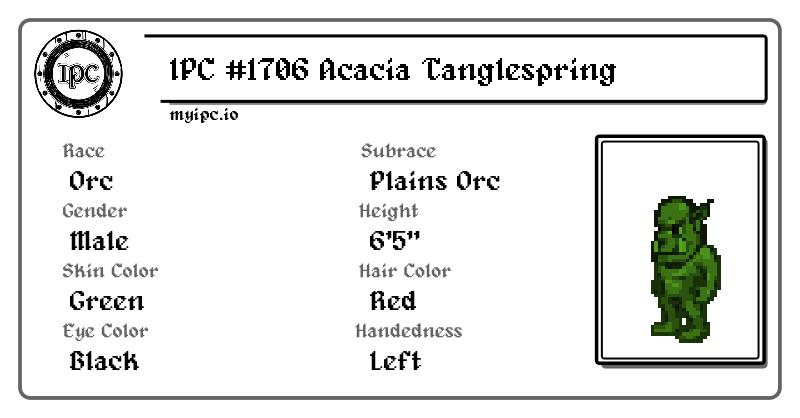 IPC
IPC #1706 Acacia Tanglespring
myipc.io
Race
Subrace
Orc
Plains Orc
Gender
Height
Male
6'5"
Skin Color
Hair Color
Green
Red
Eye Color
Handedness
Black
Left